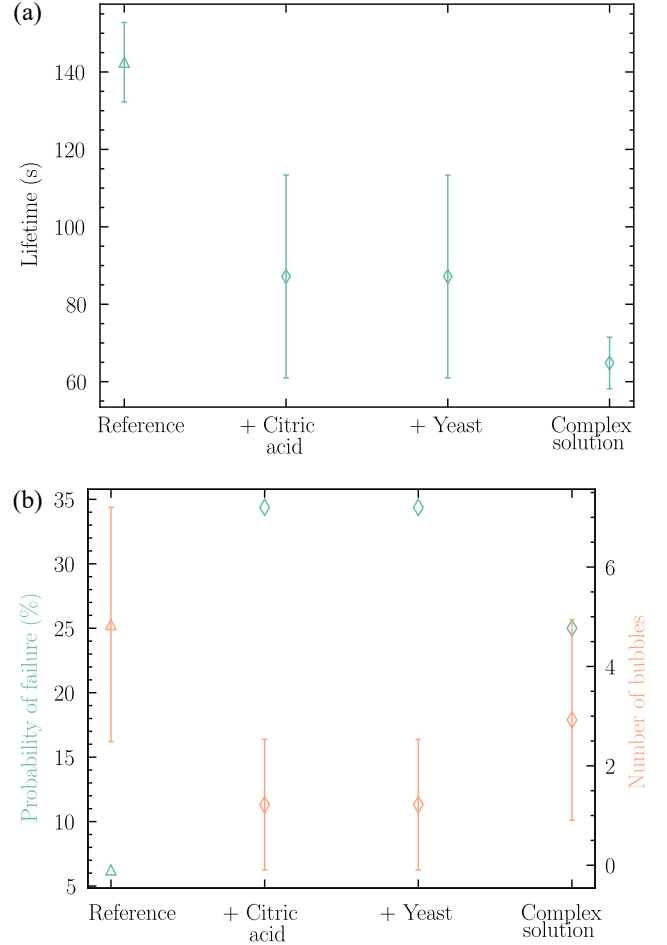 (a)
Lifetime (s)
140
120
100
80
60
Reference
+ Citric
acid
+ Yeast
Complex
solution
(b)
Probability of failure (%)
35
30
25
20
15
10
5
6
4
2
0
Number of bubbles
Reference
+ Citric
acid
+ Yeast
Complex
solution